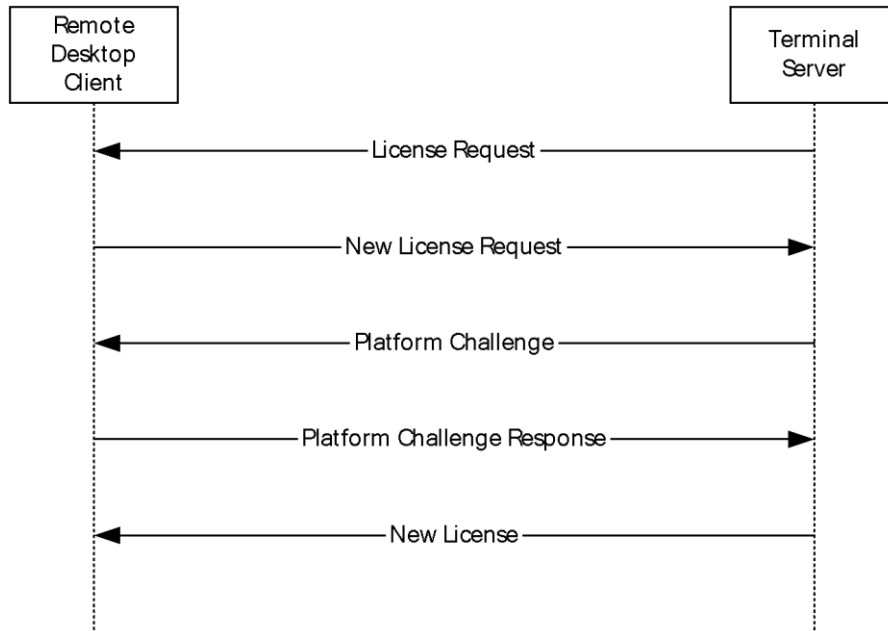 Remote
Desktop
Client
Terminal
Server
License Request
New License Request
Platform Challenge
Platform Challenge Response
New License